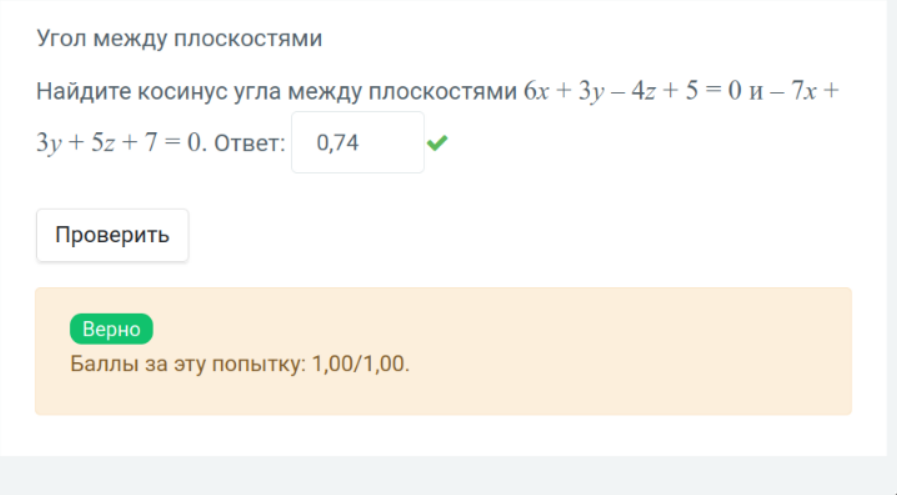 Угол между плоскостями
Найдите косинус угла между плоскостями 6x + 3y – 4z + 5 = 0 и – 7x +
3y + 5z + 7 = 0. Ответ: 0,74
Проверить
Верно
Баллы за эту попытку: 1,00/1,00.